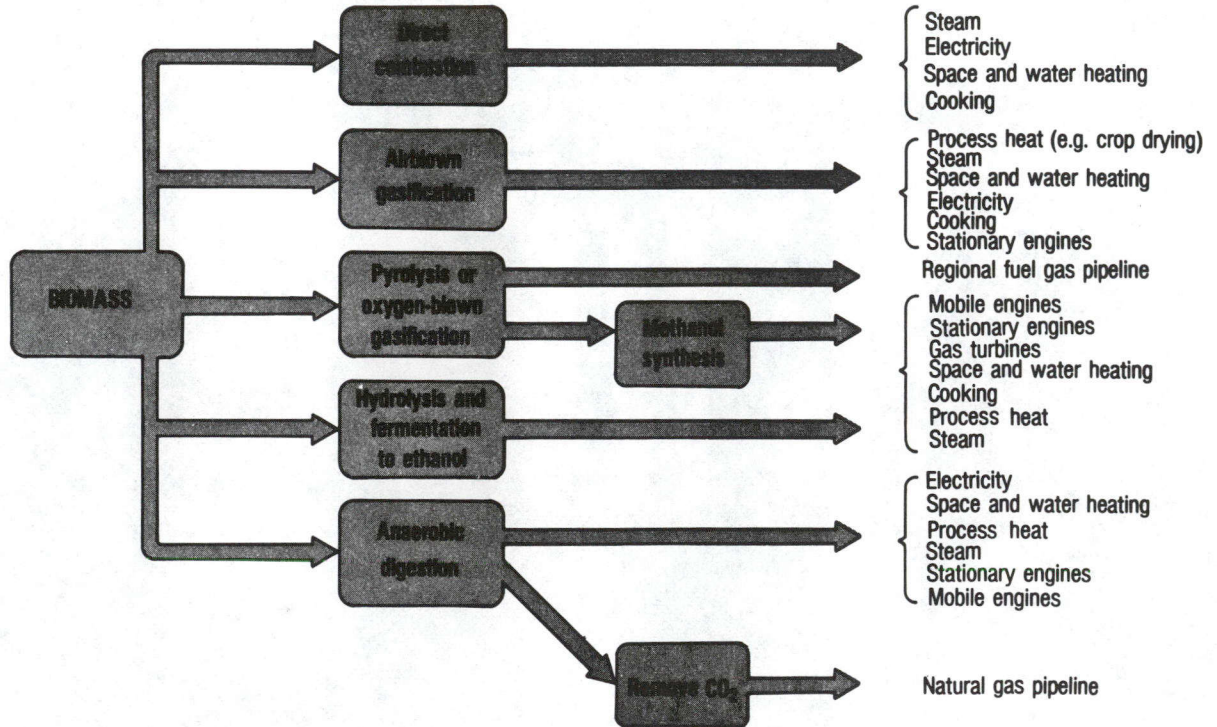 Direct
combustion
Steam
Electricity
Space and water heating
Cooking
Airblown
gasification
Process heat (e.g. crop drying)
Steam
Space and water heating
Electricity
Cooking
Stationary engines
BIOMASS
Pyrolysis or
oxygen-blown
gasification
Regional fuel gas pipeline
Methanol
synthesis
Mobile engines
Stationary engines
Gas turbines
Space and water heating
Cooking
Process heat
Steam
Hydrolysis and
fermentation
to ethanol
Anaerobic
digestion
Electricity
Space and water heating
Process heat
Steam
Stationary engines
Mobile engines
Remove CO₂
Natural gas pipeline